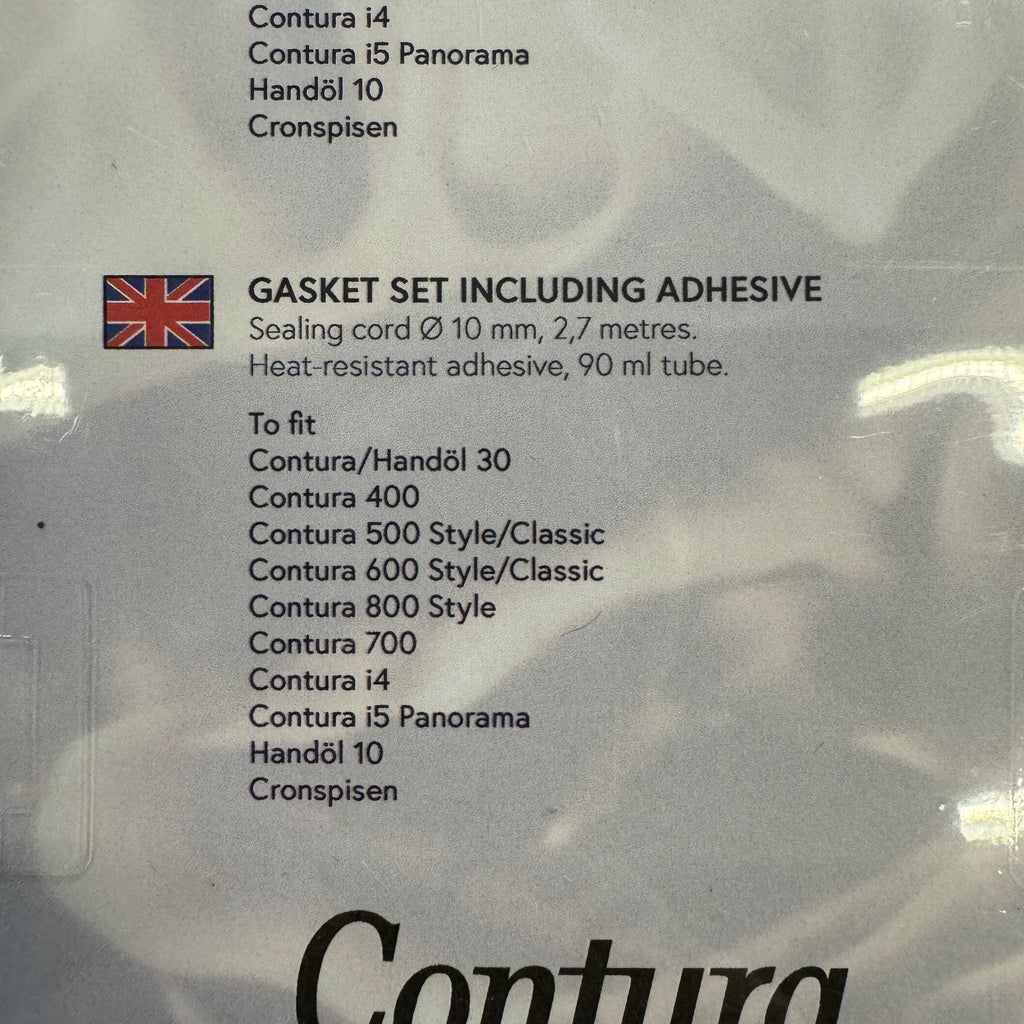 Contura i4
Contura i5 Panorama
Handöl 10
Cronspisen
GASKET SET INCLUDING ADHESIVE
Sealing cord Ø 10 mm, 2,7 metres.
Heat-resistant adhesive, 90 ml tube.
To fit
Contura/Handöl 30
Contura 400
Contura 500 Style/Classic
Contura 600 Style/Classic
Contura 800 Style
Contura 700
Contura i4
Contura i5 Panorama
Handöl 10
Cronspisen
Contura